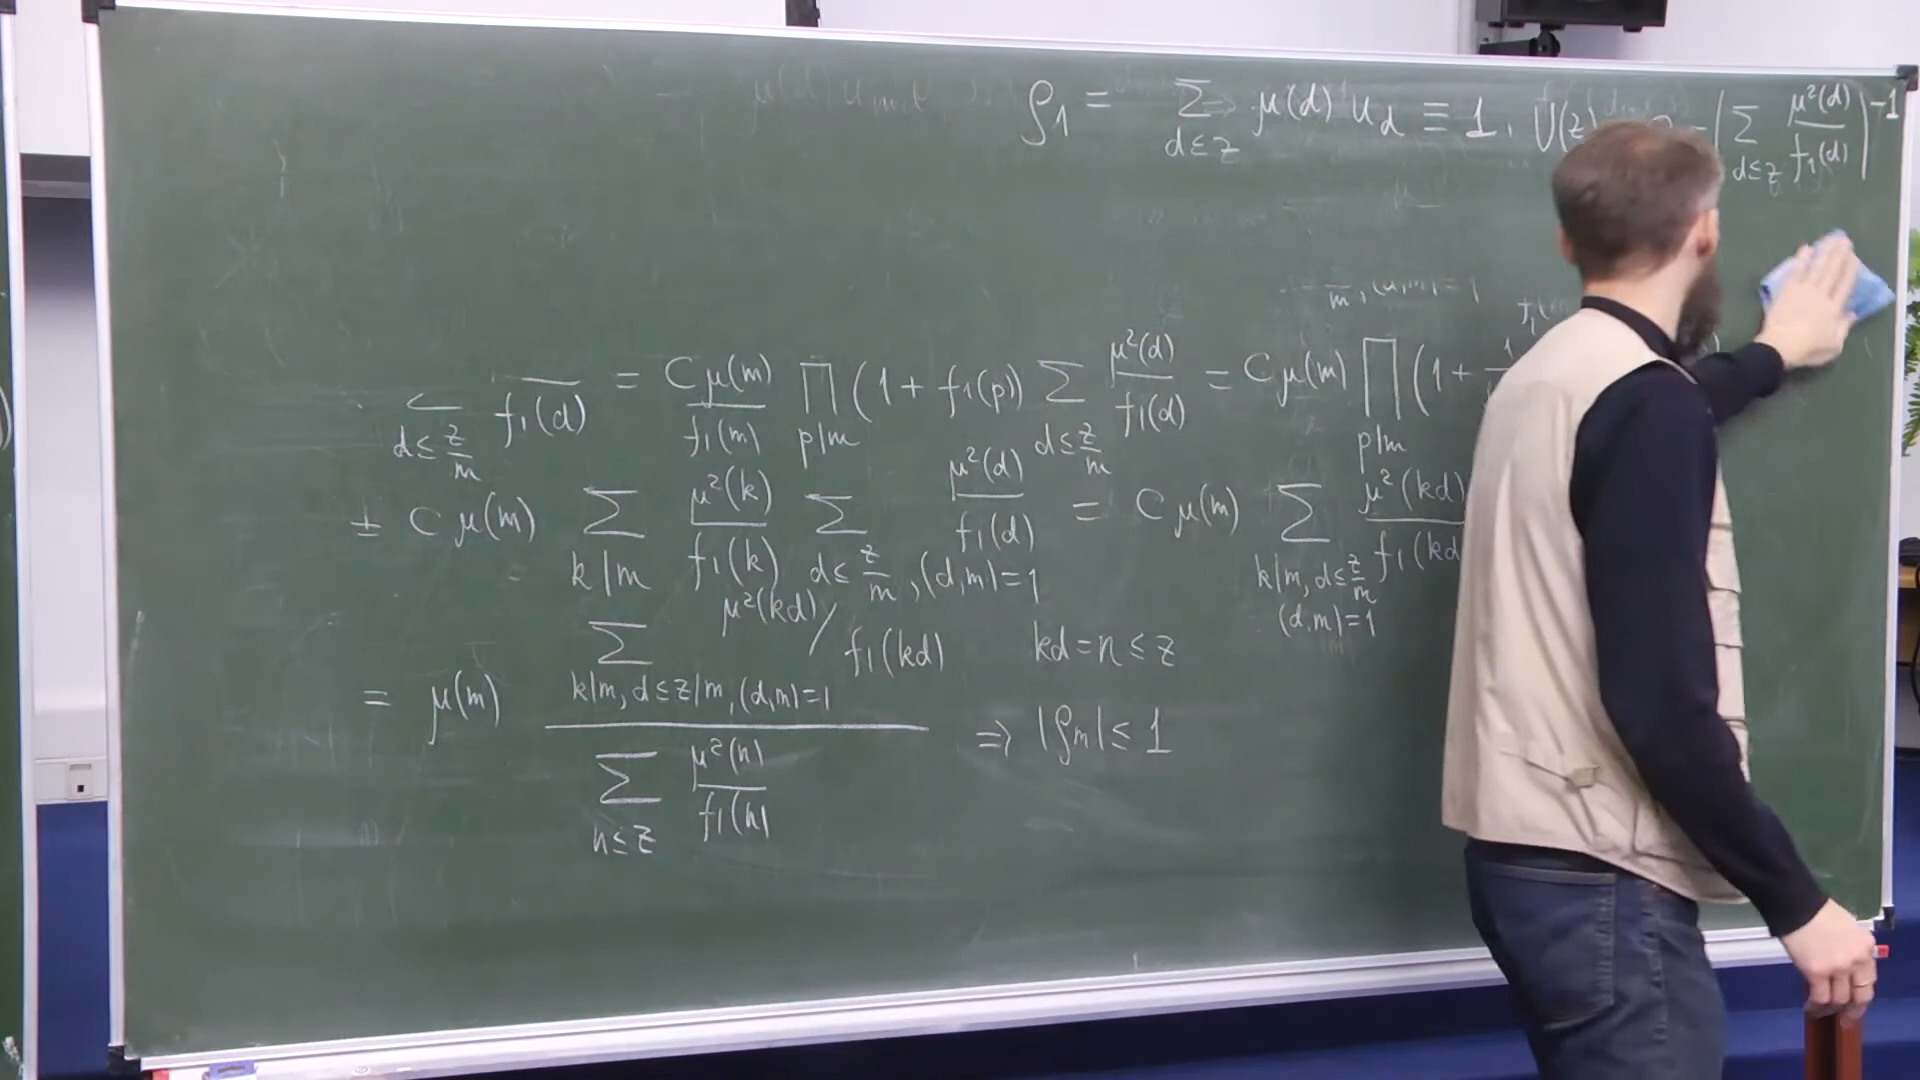 ρ₁ = Σ_{d≤z} μ(d) u_d ≡ 1, V(z) = (Σ_{d≤z} μ²(d)/f₁(d))⁻¹
m, (d,m)=1
Σ_{d≤z/m} /f₁(d) = Cμ(m)/f₁(m) ∏_{p|m} (1 + f₁(p)) Σ_{d≤z/m} μ²(d)/f₁(d) = Cμ(m) ∏_{p|m} (1 + 1
± Cμ(m) Σ_{k|m} μ²(k)/f₁(k) Σ_{d≤z/m, (d,m)=1} μ²(d)/f₁(d) = Cμ(m) Σ_{k|m, d≤z/m (d,m)=1} μ²(kd)/f₁(kd
= μ(m) Σ_{k|m, d≤z/m, (d,m)=1} μ²(kd)/f₁(kd) kd = n ≤ z
Σ_{n≤z} μ²(n)/f₁(n) ⇒ |ρ_m| ≤ 1